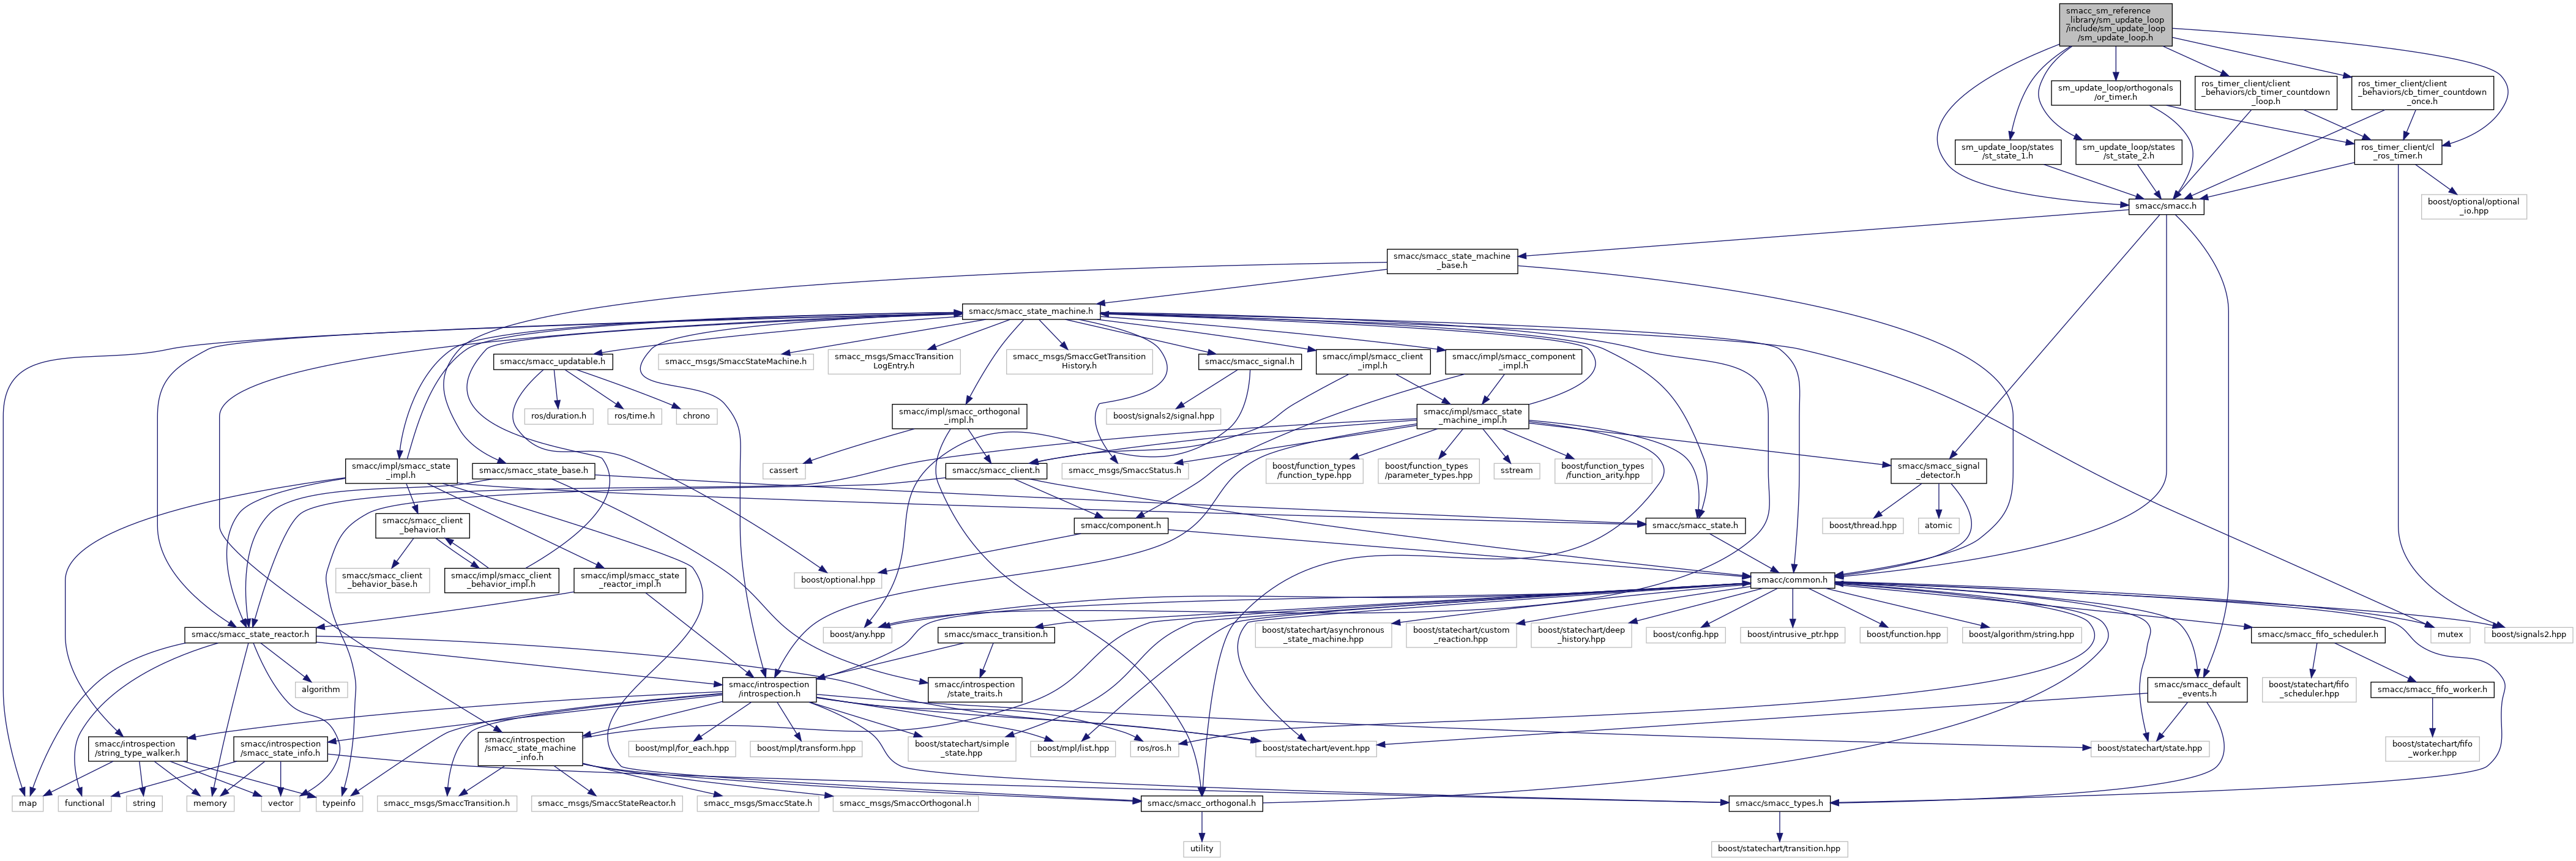 smacc_sm_reference
_library/sm_update_loop
/include/sm_update_loop
/sm_update_loop.h
sm_update_loop/orthogonals
/or_timer.h
ros_timer_client/client
_behaviors/cb_timer_countdown
_loop.h
ros_timer_client/client
_behaviors/cb_timer_countdown
_once.h
sm_update_loop/states
/st_state_1.h
sm_update_loop/states
/st_state_2.h
ros_timer_client/cl
_ros_timer.h
smacc/smacc.h
boost/optional/optional
_io.hpp
smacc/smacc_state_machine
_base.h
smacc/smacc_state_machine.h
smacc/smacc_updatable.h
smacc_msgs/SmaccStateMachine.h
smacc_msgs/SmaccTransition
LogEntry.h
smacc_msgs/SmaccGetTransition
History.h
smacc/smacc_signal.h
smacc/impl/smacc_client
_impl.h
smacc/impl/smacc_component
_impl.h
ros/duration.h
ros/time.h
chrono
smacc/impl/smacc_orthogonal
_impl.h
boost/signals2/signal.hpp
smacc/impl/smacc_state
_machine_impl.h
smacc/impl/smacc_state
_impl.h
smacc/smacc_state_base.h
cassert
smacc/smacc_client.h
smacc_msgs/SmaccStatus.h
boost/function_types
/function_type.hpp
boost/function_types
/parameter_types.hpp
sstream
boost/function_types
/function_arity.hpp
smacc/smacc_signal
_detector.h
smacc/smacc_client
_behavior.h
smacc/component.h
smacc/smacc_state.h
boost/thread.hpp
atomic
smacc/smacc_client
_behavior_base.h
smacc/impl/smacc_client
_behavior_impl.h
smacc/impl/smacc_state
_reactor_impl.h
boost/optional.hpp
smacc/common.h
smacc/smacc_state_reactor.h
boost/any.hpp
smacc/smacc_transition.h
boost/statechart/asynchronous
_state_machine.hpp
boost/statechart/custom
_reaction.hpp
boost/statechart/deep
_history.hpp
boost/config.hpp
boost/intrusive_ptr.hpp
boost/function.hpp
boost/algorithm/string.hpp
smacc/smacc_fifo_scheduler.h
mutex
boost/signals2.hpp
algorithm
smacc/introspection
/introspection.h
smacc/introspection
/state_traits.h
smacc/smacc_default
_events.h
boost/statechart/fifo
_scheduler.hpp
smacc/smacc_fifo_worker.h
smacc/introspection
/string_type_walker.h
smacc/introspection
/smacc_state_info.h
smacc/introspection
/smacc_state_machine
_info.h
boost/mpl/for_each.hpp
boost/mpl/transform.hpp
boost/statechart/simple
_state.hpp
boost/mpl/list.hpp
ros/ros.h
boost/statechart/event.hpp
boost/statechart/state.hpp
boost/statechart/fifo
_worker.hpp
map
functional
string
memory
vector
typeinfo
smacc_msgs/SmaccTransition.h
smacc_msgs/SmaccStateReactor.h
smacc_msgs/SmaccState.h
smacc_msgs/SmaccOrthogonal.h
smacc/smacc_orthogonal.h
smacc/smacc_types.h
utility
boost/statechart/transition.hpp